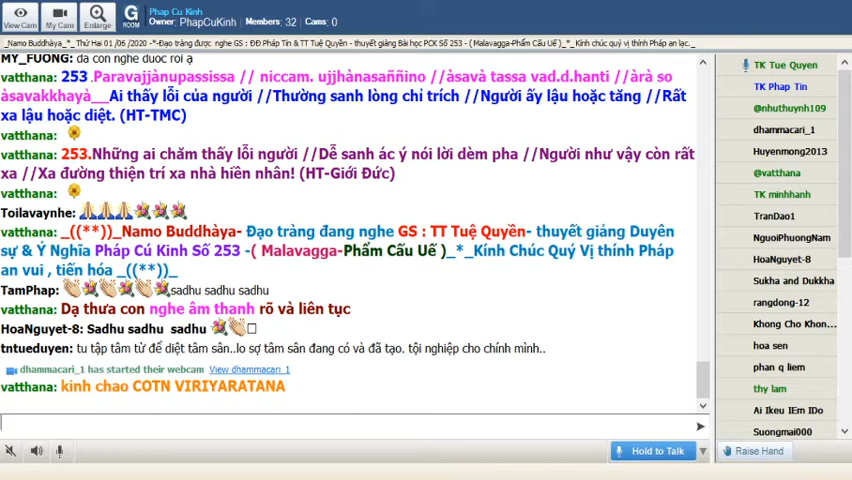 View Cam
My Cam
Enlarge
G
ROOM
Phap Cu Kinh
Owner: PhapCuKinh
Members: 32
Cams: 0
_Namo Buddhàya_*_ Thứ Hai 01 /06 /2020 -*-Đạo tràng được nghe GS : ĐĐ Pháp Tín & TT Tuệ Quyền - thuyết giảng Bài học PCK Số 253 - ( Malavagga-Phẩm Cấu Uế )_*_Kính chúc quý vị thính Pháp an lạc._
MY_FUONG: da con nghe duoc roi ạ
vatthana: 253 .Paravajjànupassissa // niccam. ujjhànasaññino //àsavà tassa vad.d.hanti //àrà so
àsavakkhayà__Ai thấy lỗi của người //Thường sanh lòng chỉ trích //Người ấy lậu hoặc tăng //Rất
xa lậu hoặc diệt. (HT-TMC)
vatthana:
vatthana: 253.Những ai chăm thấy lỗi người //Dễ sanh ác ý nói lời dèm pha //Người như vậy còn rất
xa //Xa đường thiện trí xa nhà hiền nhân! (HT-Giới Đức)
vatthana:
Toilavaynhe:
vatthana: _((**))_Namo Buddhàya- Đạo tràng đang nghe GS : TT Tuệ Quyền- thuyết giảng Duyên
sự & Ý Nghĩa Pháp Cú Kinh Số 253 -( Malavagga-Phẩm Cấu Uế )_*_Kính Chúc Quý Vị thính Pháp
an vui , tiến hóa _((**))_
TamPhap: sadhu sadhu sadhu
vatthana: Dạ thưa con nghe âm thanh rõ và liên tục
HoaNguyet-8: Sadhu sadhu sadhu
tntueduyen: tu tập tâm từ để diệt tâm sân..lo sợ tâm sân đang có và đã tạo. tội nghiệp cho chính mình..
dhammacari_1 has started their webcam View dhammacari_1
vatthana: kinh chao COTN VIRIYARATANA
Hold to Talk
TK Tue Quyen
TK Phap Tin
@nhuthuynh109
dhammacari_1
Huyenmong2013
@vatthana
TK minhhanh
TranDao1
NguoiPhuongNam
HoaNguyet-8
Sukha and Dukkha
rangdong-12
Khong Cho Khon...
hoa sen
phan q liem
thy lam
Ai Ikeu IEm IDo
Suongmai000
Raise Hand